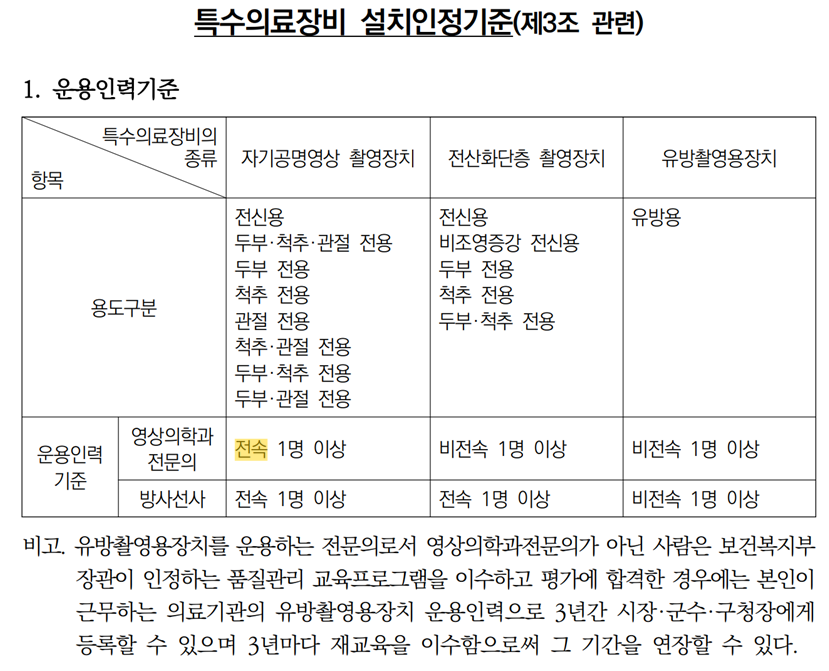 특수의료장비 설치인정기준(제3조 관련)
1. 운용인력기준
특수의료장비의
종류
항목
자기공명영상 촬영장치
전산화단층 촬영장치
유방촬영용장치
용도구분
전신용
두부·척추·관절 전용
두부 전용
척추 전용
관절 전용
척추·관절 전용
두부·척추 전용
두부·관절 전용
전신용
비조영증강 전신용
두부 전용
척추 전용
두부·척추 전용
유방용
운용인력
기준
영상의학과
전문의
전속 1명 이상
비전속 1명 이상
비전속 1명 이상
방사선사
전속 1명 이상
전속 1명 이상
비전속 1명 이상
비고. 유방촬영용장치를 운용하는 전문의로서 영상의학과전문의가 아닌 사람은 보건복지부
장관이 인정하는 품질관리 교육프로그램을 이수하고 평가에 합격한 경우에는 본인이
근무하는 의료기관의 유방촬영용장치 운용인력으로 3년간 시장·군수·구청장에게
등록할 수 있으며 3년마다 재교육을 이수함으로써 그 기간을 연장할 수 있다.